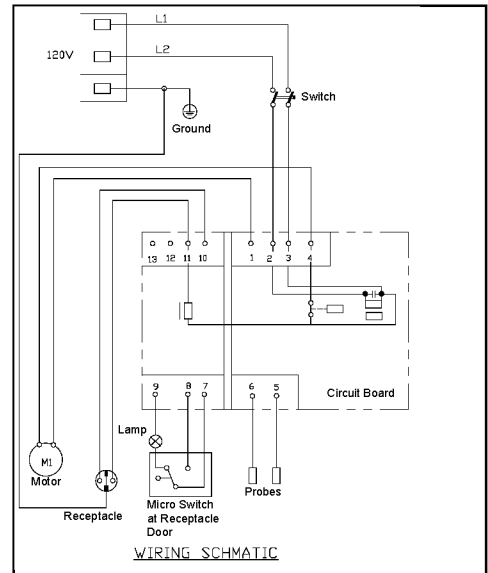 L1
120V
L2
Switch
Ground
13 12 11 10 1 2 3 4
9 8 7 6 5
Circuit Board
Lamp
M1
Motor
Probes
Receptacle
Micro Switch
at Receptacle
Door
WIRING SCHMATIC